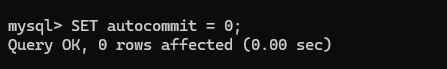 mysql> SET autocommit = 0;
Query OK, 0 rows affected (0.00 sec)